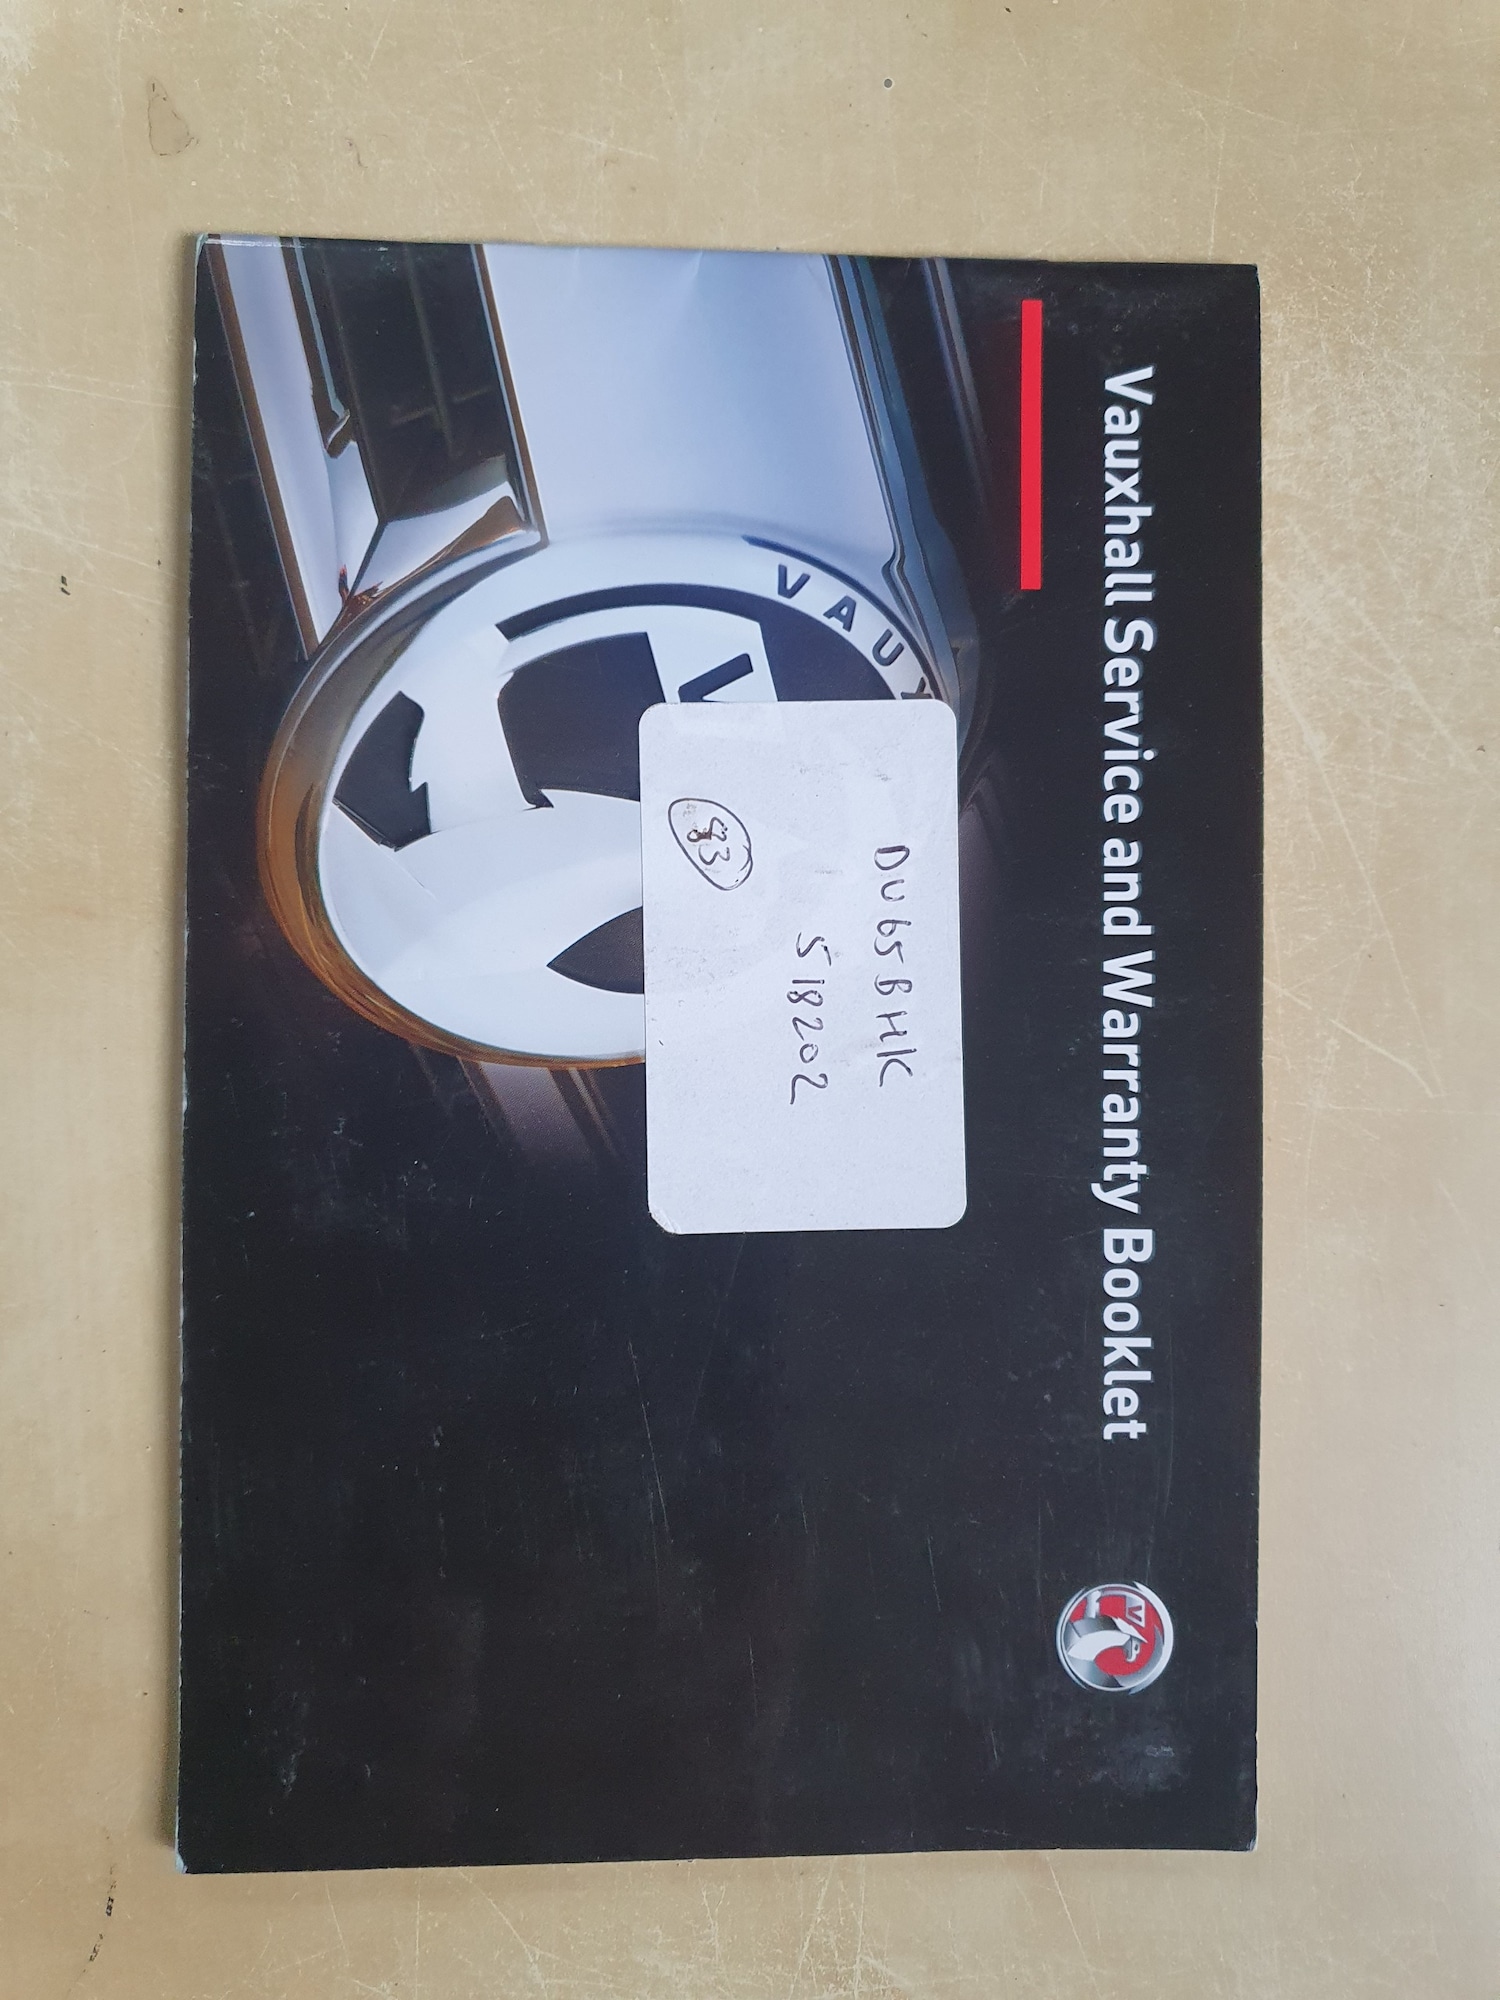 Vauxhall Service and Warranty Booklet
VAUX
V
DU65BHK
518202
83
V